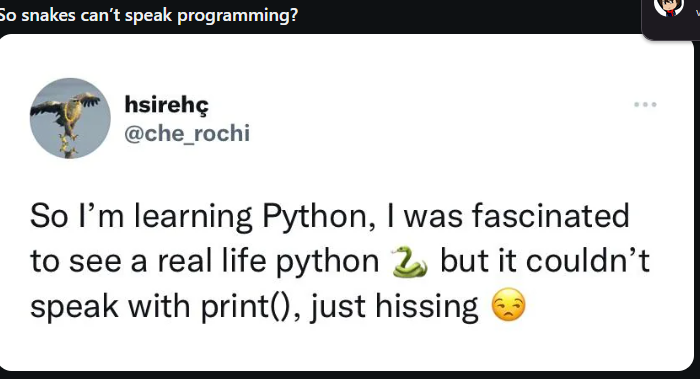 So snakes can’t speak programming?
hsirehç
@che_rochi
So I’m learning Python, I was fascinated
to see a real life python 🐍 but it couldn’t
speak with print(), just hissing 😒